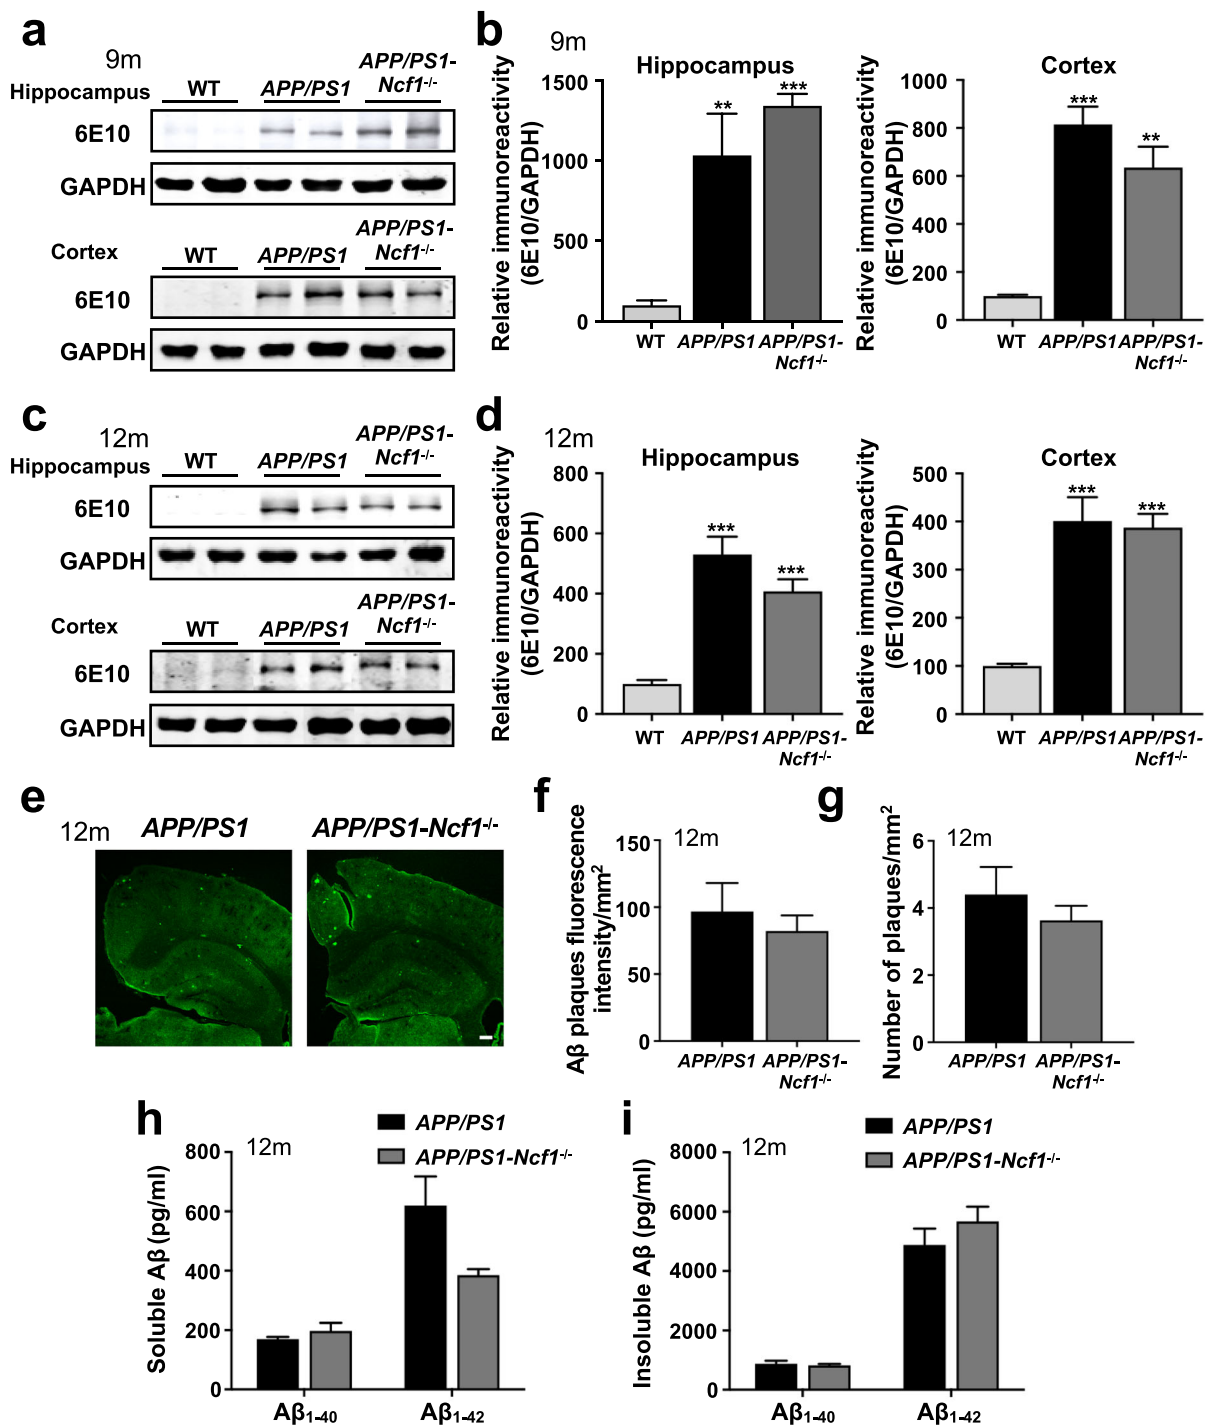 a
9m
Hippocampus
WT
APP/PS1
APP/PS1-
Ncf1-/-
6E10
GAPDH
Cortex
WT
APP/PS1
APP/PS1-
Ncf1-/-
6E10
GAPDH
b
9m
Hippocampus
Relative immunoreactivity
(6E10/GAPDH)
1500
1000
500
0
**
***
WT
APP/PS1
APP/PS1-
Ncf1-/-
Cortex
Relative immunoreactivity
(6E10/GAPDH)
1000
800
600
400
200
0
***
**
WT
APP/PS1
APP/PS1-
Ncf1-/-
c
12m
Hippocampus
WT
APP/PS1
APP/PS1-
Ncf1-/-
6E10
GAPDH
Cortex
WT
APP/PS1
APP/PS1-
Ncf1-/-
6E10
GAPDH
d
12m
Hippocampus
Relative immunoreactivity
(6E10/GAPDH)
800
600
400
200
0
***
***
WT
APP/PS1
APP/PS1-
Ncf1-/-
Cortex
Relative immunoreactivity
(6E10/GAPDH)
500
400
300
200
100
0
***
***
WT
APP/PS1
APP/PS1-
Ncf1-/-
e
12m
APP/PS1
APP/PS1-Ncf1-/-
f
12m
Aβ plaques fluorescence
intensity/mm2
150
100
50
0
APP/PS1
APP/PS1-
Ncf1-/-
g
12m
Number of plaques/mm2
6
4
2
0
APP/PS1
APP/PS1-
Ncf1-/-
h
12m
APP/PS1
APP/PS1-Ncf1-/-
Soluble Aβ (pg/ml)
800
600
400
200
0
Aβ1-40
Aβ1-42
i
12m
APP/PS1
APP/PS1-Ncf1-/-
Insoluble Aβ (pg/ml)
8000
6000
4000
2000
0
Aβ1-40
Aβ1-42